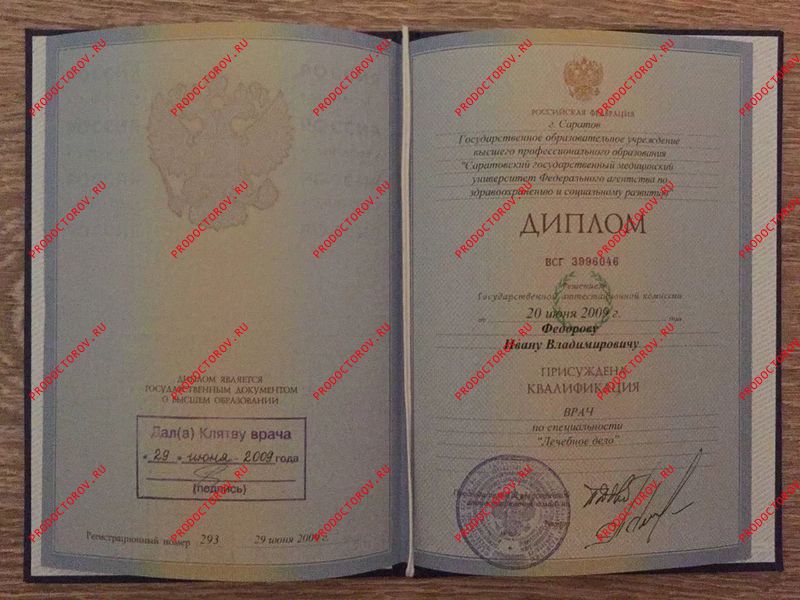 ДИПЛОМ ЯВЛЯЕТСЯ
ГОСУДАРСТВЕННЫМ ДОКУМЕНТОМ
О ВЫСШЕМ ОБРАЗОВАНИИ
Дал(а) Клятву врача
"29" июня 2009 года
(подпись)
Регистрационный номер 293 29 июня 2009 г.
РОССИЙСКАЯ ФЕДЕРАЦИЯ
г. Саратов
Государственное образовательное учреждение
высшего профессионального образования
"Саратовский государственный медицинский
университет Федерального агентства по
здравоохранению и социальному развитию"
ДИПЛОМ
ВСГ 3996046
Решением
Государственной аттестационной комиссии
от 20 июня 2009 г. года
Федорову
Ивану Владимировичу
ПРИСУЖДЕНА
КВАЛИФИКАЦИЯ
ВРАЧ
по специальности
"Лечебное дело"
PRODOCTOROV.RU